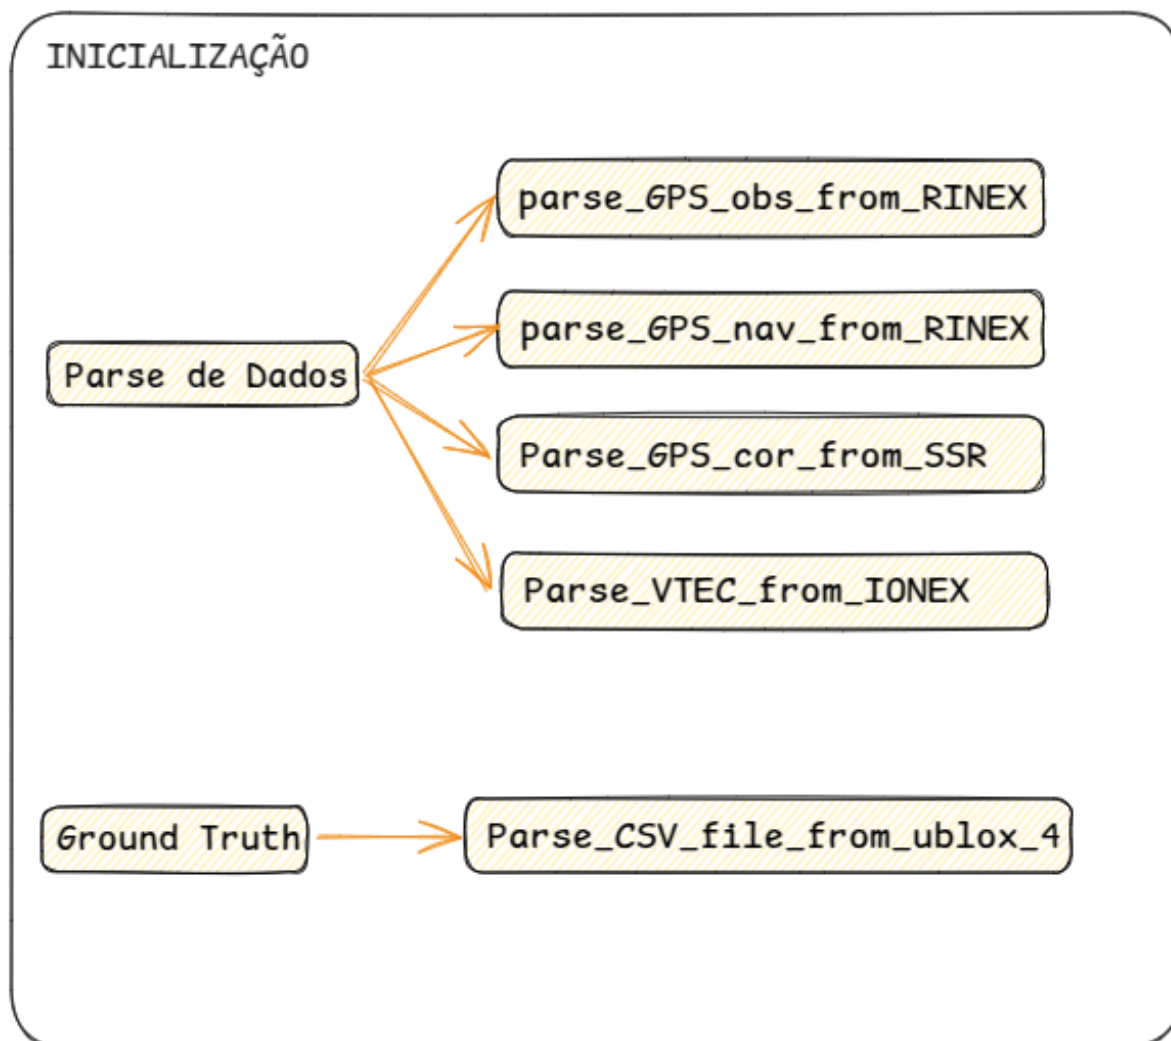 INICIALIZAÇÃO
parse_GPS_obs_from_RINEX
parse_GPS_nav_from_RINEX
Parse de Dados
Parse_GPS_cor_from_SSR
Parse_VTEC_from_IONEX
Ground Truth
Parse_CSV_file_from_ublox_4